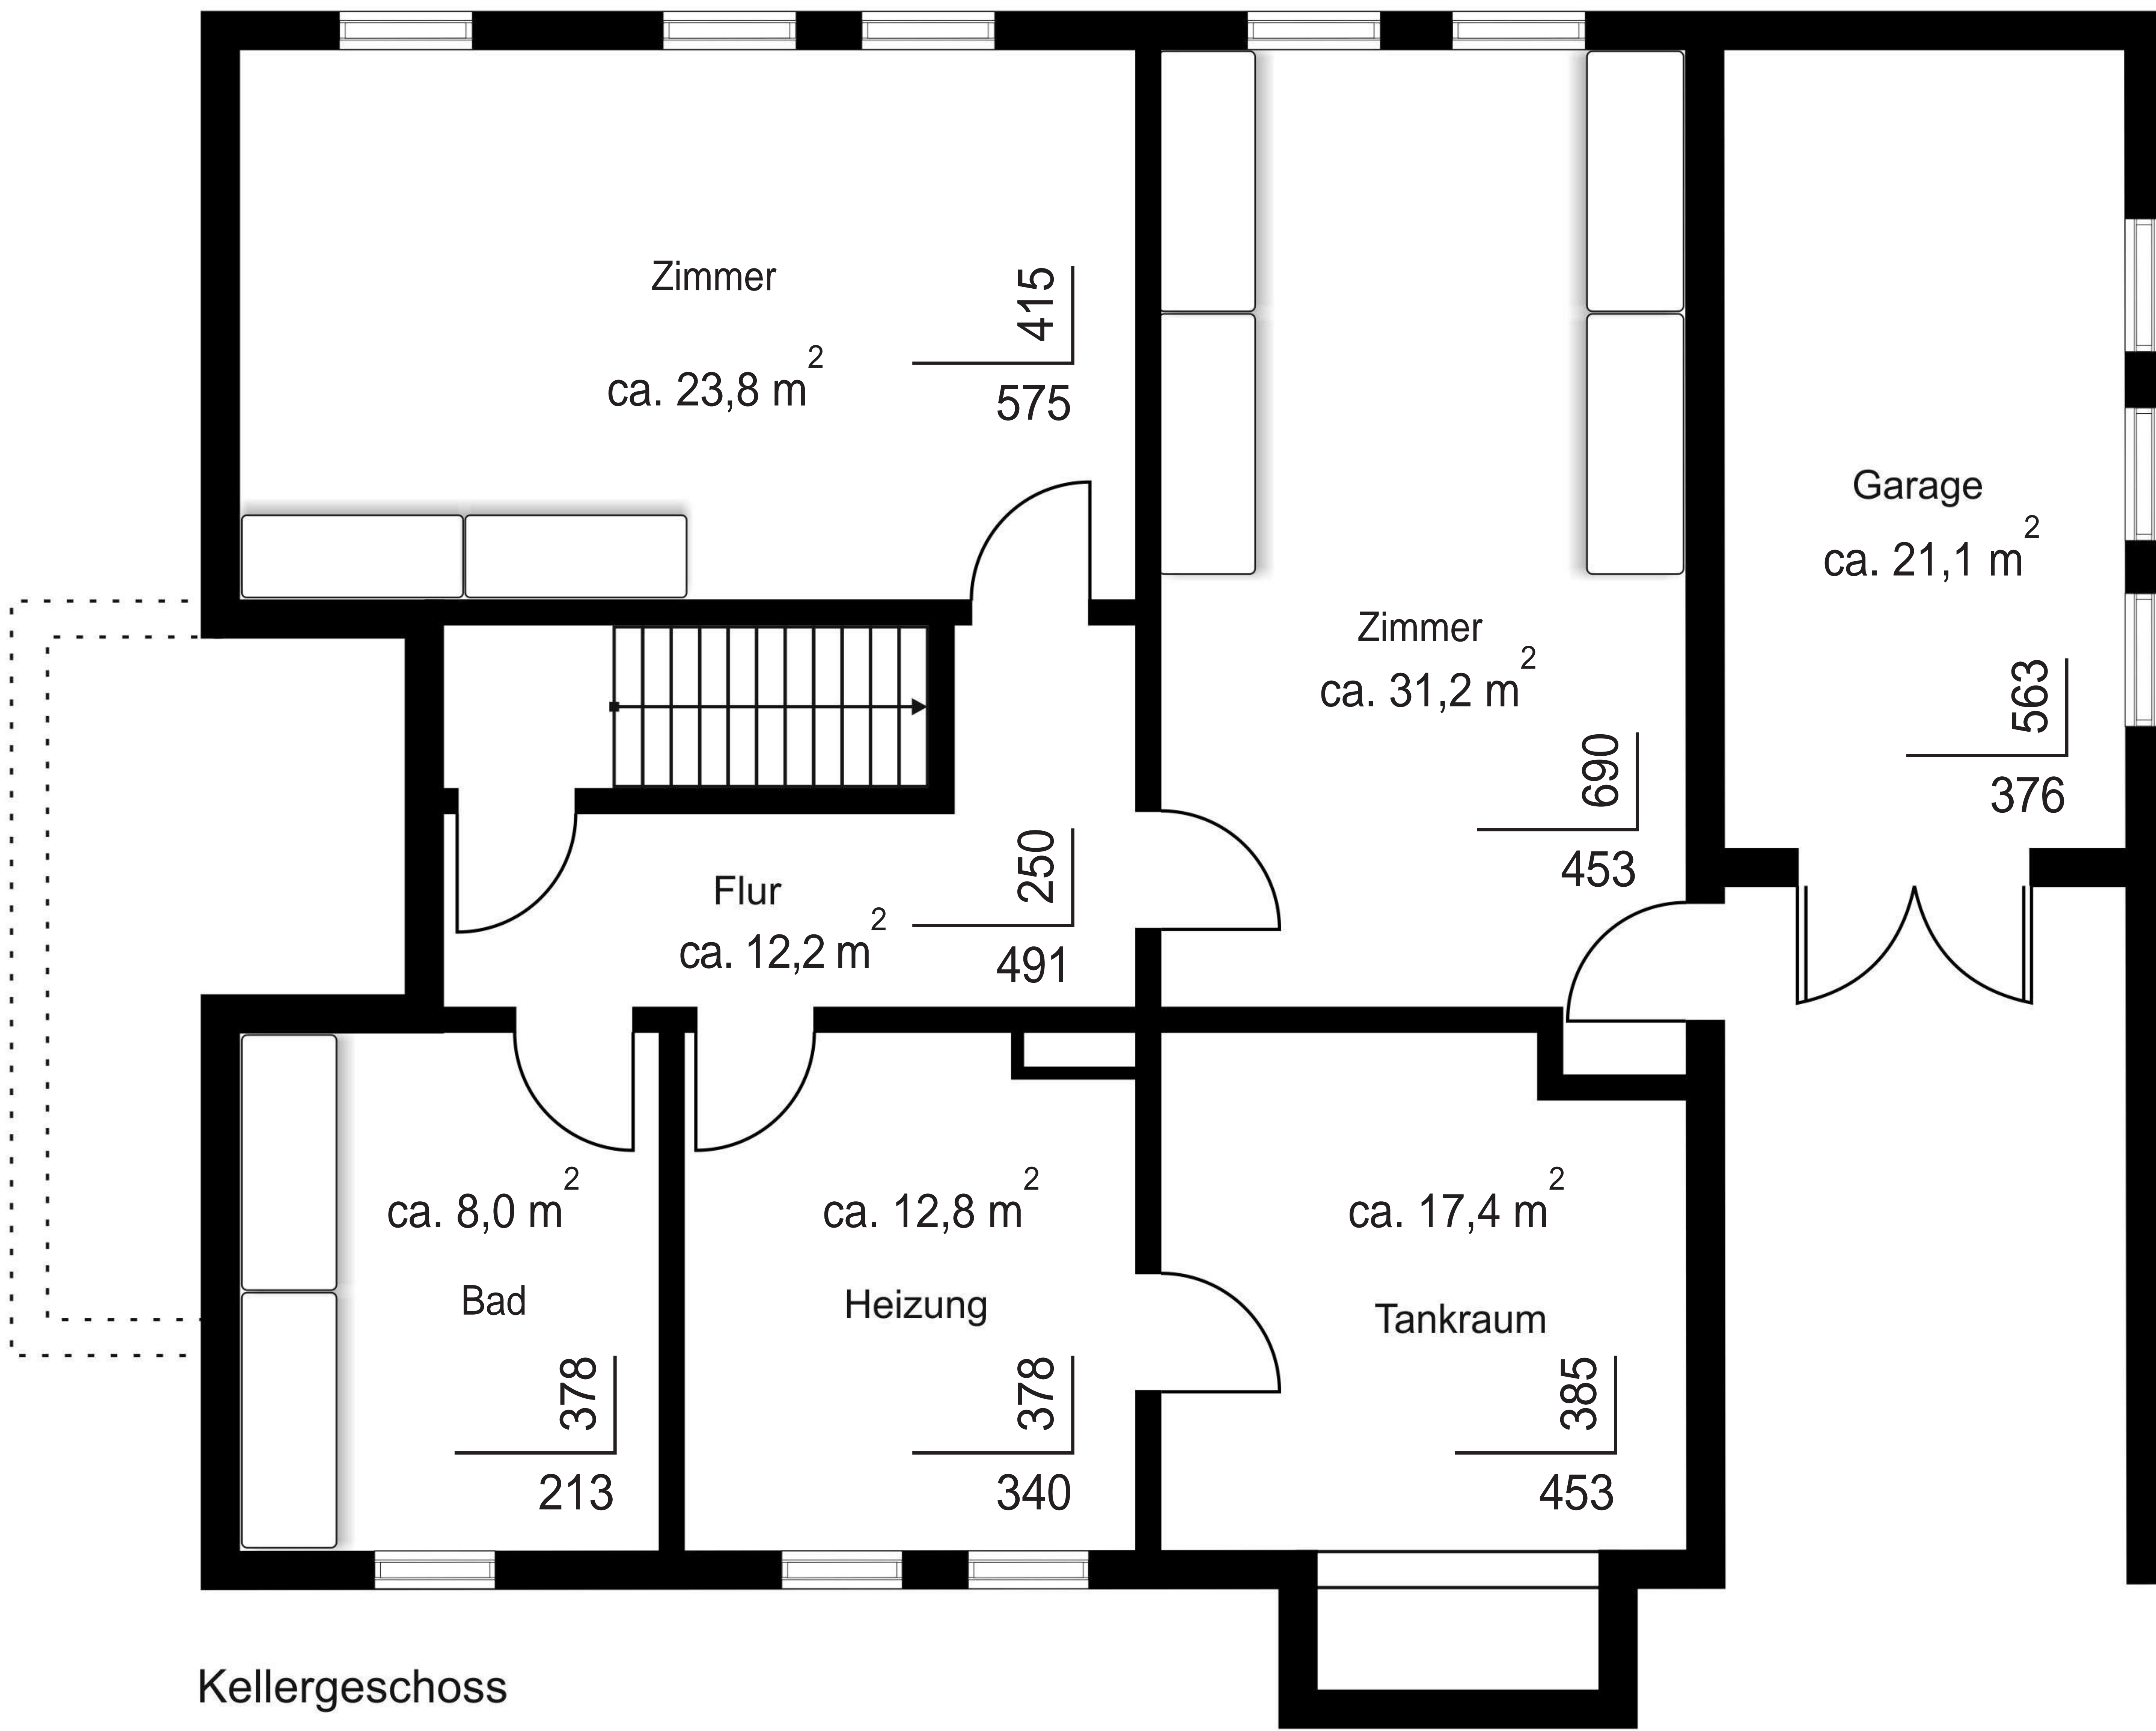 Zimmer
ca. 23,8 m²
415
575
Zimmer
ca. 31,2 m²
690
453
Garage
ca. 21,1 m²
563
376
Flur
ca. 12,2 m²
250
491
ca. 8,0 m²
Bad
378
213
ca. 12,8 m²
Heizung
378
340
ca. 17,4 m²
Tankraum
385
453
Kellergeschoss